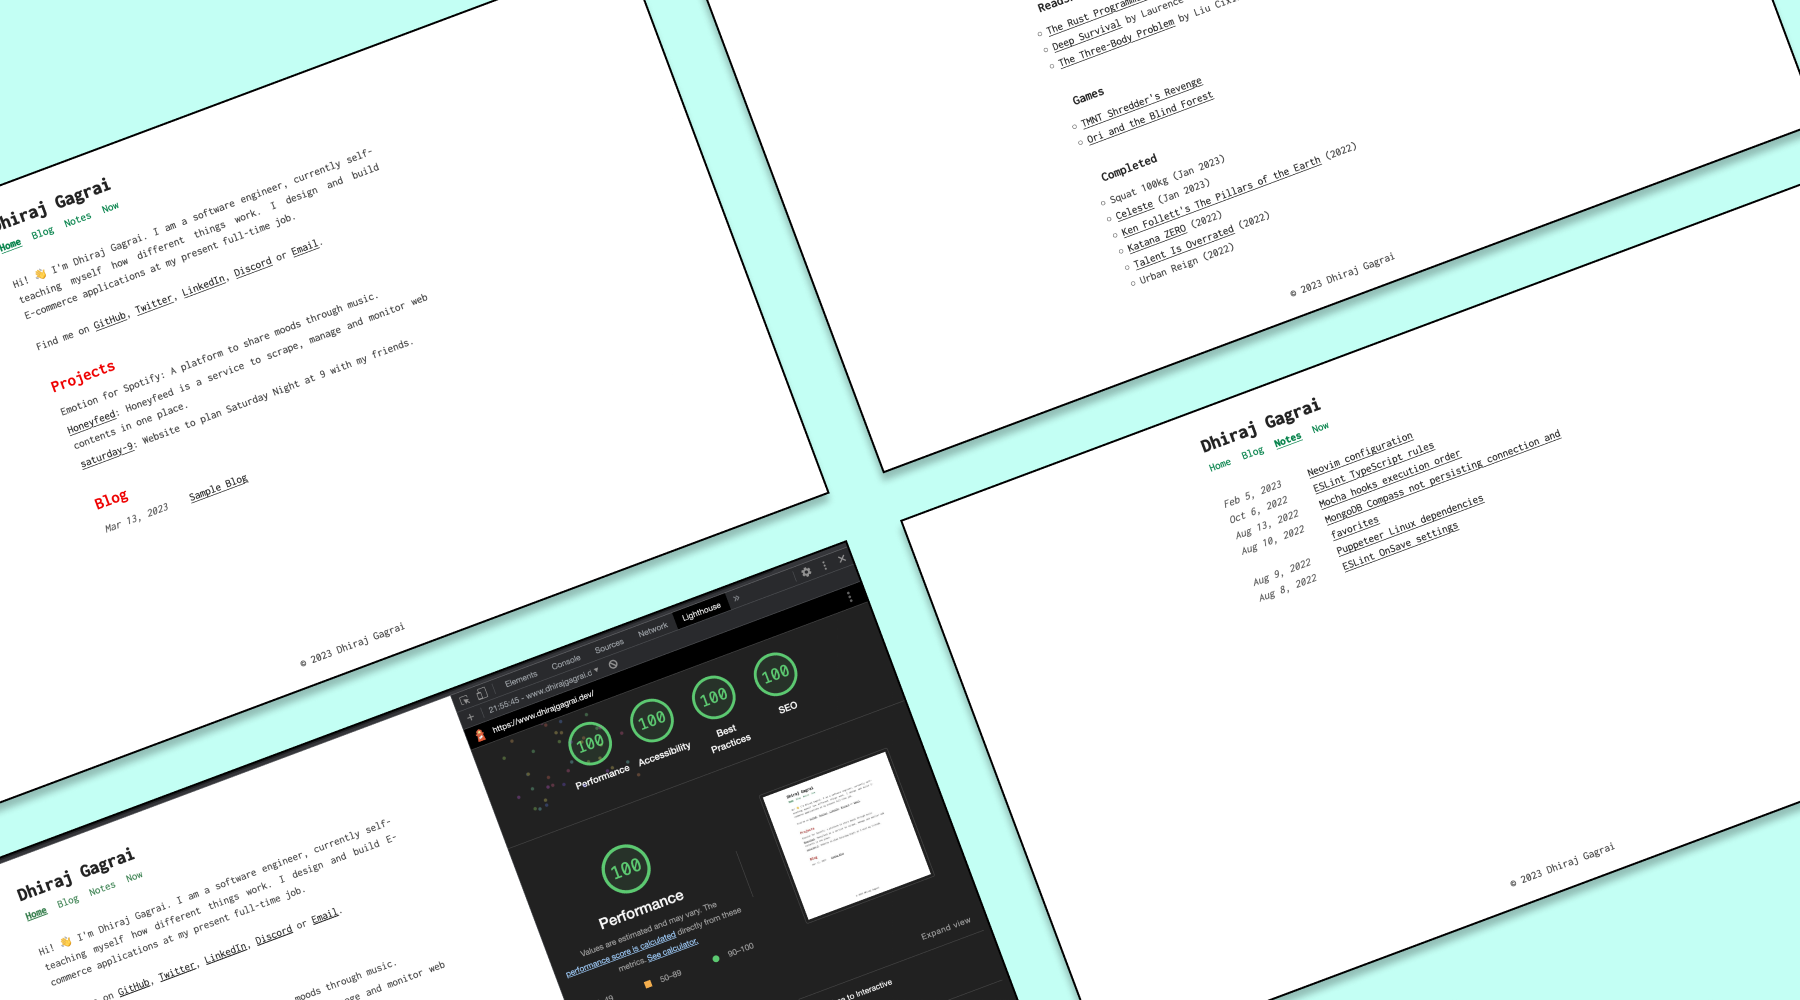 Dhiraj Gagrai
Home Blog Notes Now
Hi! 👋 I'm Dhiraj Gagrai. I am a software engineer, currently self-
teaching myself how different things work. I design and build
E-commerce applications at my present full-time job.
Find me on GitHub, Twitter, LinkedIn, Discord or Email.
Projects
Emotion for Spotify: A platform to share moods through music.
Honeyfeed: Honeyfeed is a service to scrape, manage and monitor web
contents in one place.
saturday-9: Website to plan Saturday Night at 9 with my friends.
Blog
Mar 13, 2023 Sample Blog
© 2023 Dhiraj Gagrai
The Rust
Deep Survival by Laurence
The Three-Body Problem by Liu
Games
TMNT Shredder's Revenge
Ori and the Blind Forest
Completed
Squat 100kg (Jan 2023)
Celeste (Jan 2023)
Ken Follett's The Pillars of the Earth (2022)
Katana ZERO (2022)
Talent Is Overrated (2022)
Urban Reign (2022)
© 2023 Dhiraj Gagrai
Dhiraj Gagrai
Home Blog Notes Now
Feb 5, 2023 Neovim configuration
Oct 6, 2022 ESLint TypeScript rules
Aug 13, 2022 Mocha hooks execution order
Aug 10, 2022 MongoDB Compass not persisting connection and
favorites
Aug 9, 2022 Puppeteer Linux dependencies
Aug 8, 2022 ESLint OnSave settings
© 2023 Dhiraj Gagrai
Dhiraj Gagrai
Home Blog Notes Now
Hi! 👋 I'm Dhiraj Gagrai. I am a software engineer, currently self-
teaching myself how different things work. I design and build E-
commerce applications at my present full-time job.
on GitHub, Twitter, LinkedIn, Discord or Email.
moods through music.
and monitor web
Elements Console Sources Network Lighthouse »
21:55:45 - www.dhirajgagrai.d
https://www.dhirajgagrai.dev/
100 100 100 100
Performance Accessibility Best Practices SEO
100
Performance
Values are estimated and may vary. The
performance score is calculated directly from these
metrics. See calculator.
50–89 90–100
Expand view
to Interactive